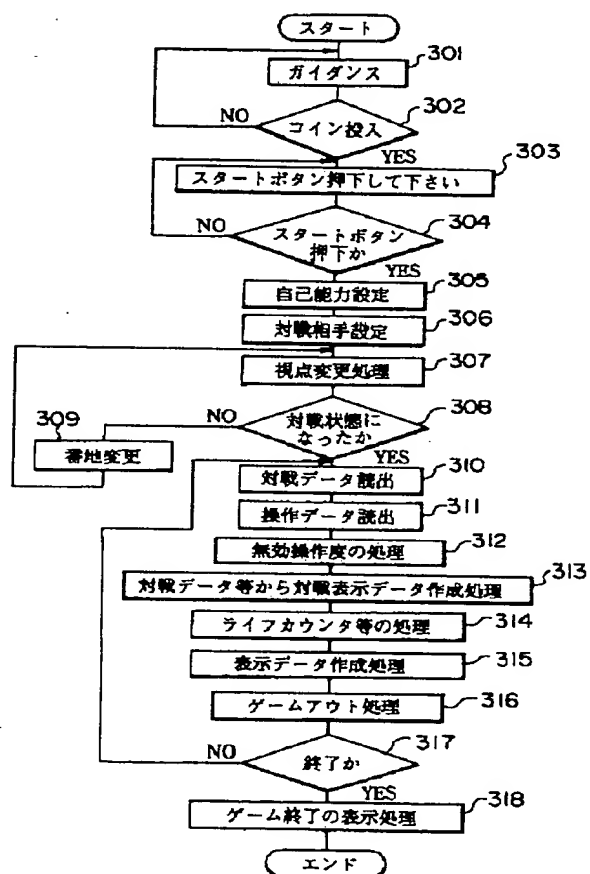 スタート
ガイダンス
301
コイン投入
302
NO
YES
スタートボタン押下して下さい
303
スタートボタン
押下か
304
NO
YES
自己能力設定
305
対戦相手設定
306
視点変更処理
307
対戦状態に
なったか
308
NO
309
番地変更
YES
対戦データ読出
310
操作データ読出
311
無効操作度の処理
312
対戦データ等から対戦表示データ作成処理
313
ライフカウンタ等の処理
314
表示データ作成処理
315
ゲームアウト処理
316
終了か
317
NO
YES
ゲーム終了の表示処理
318
エンド